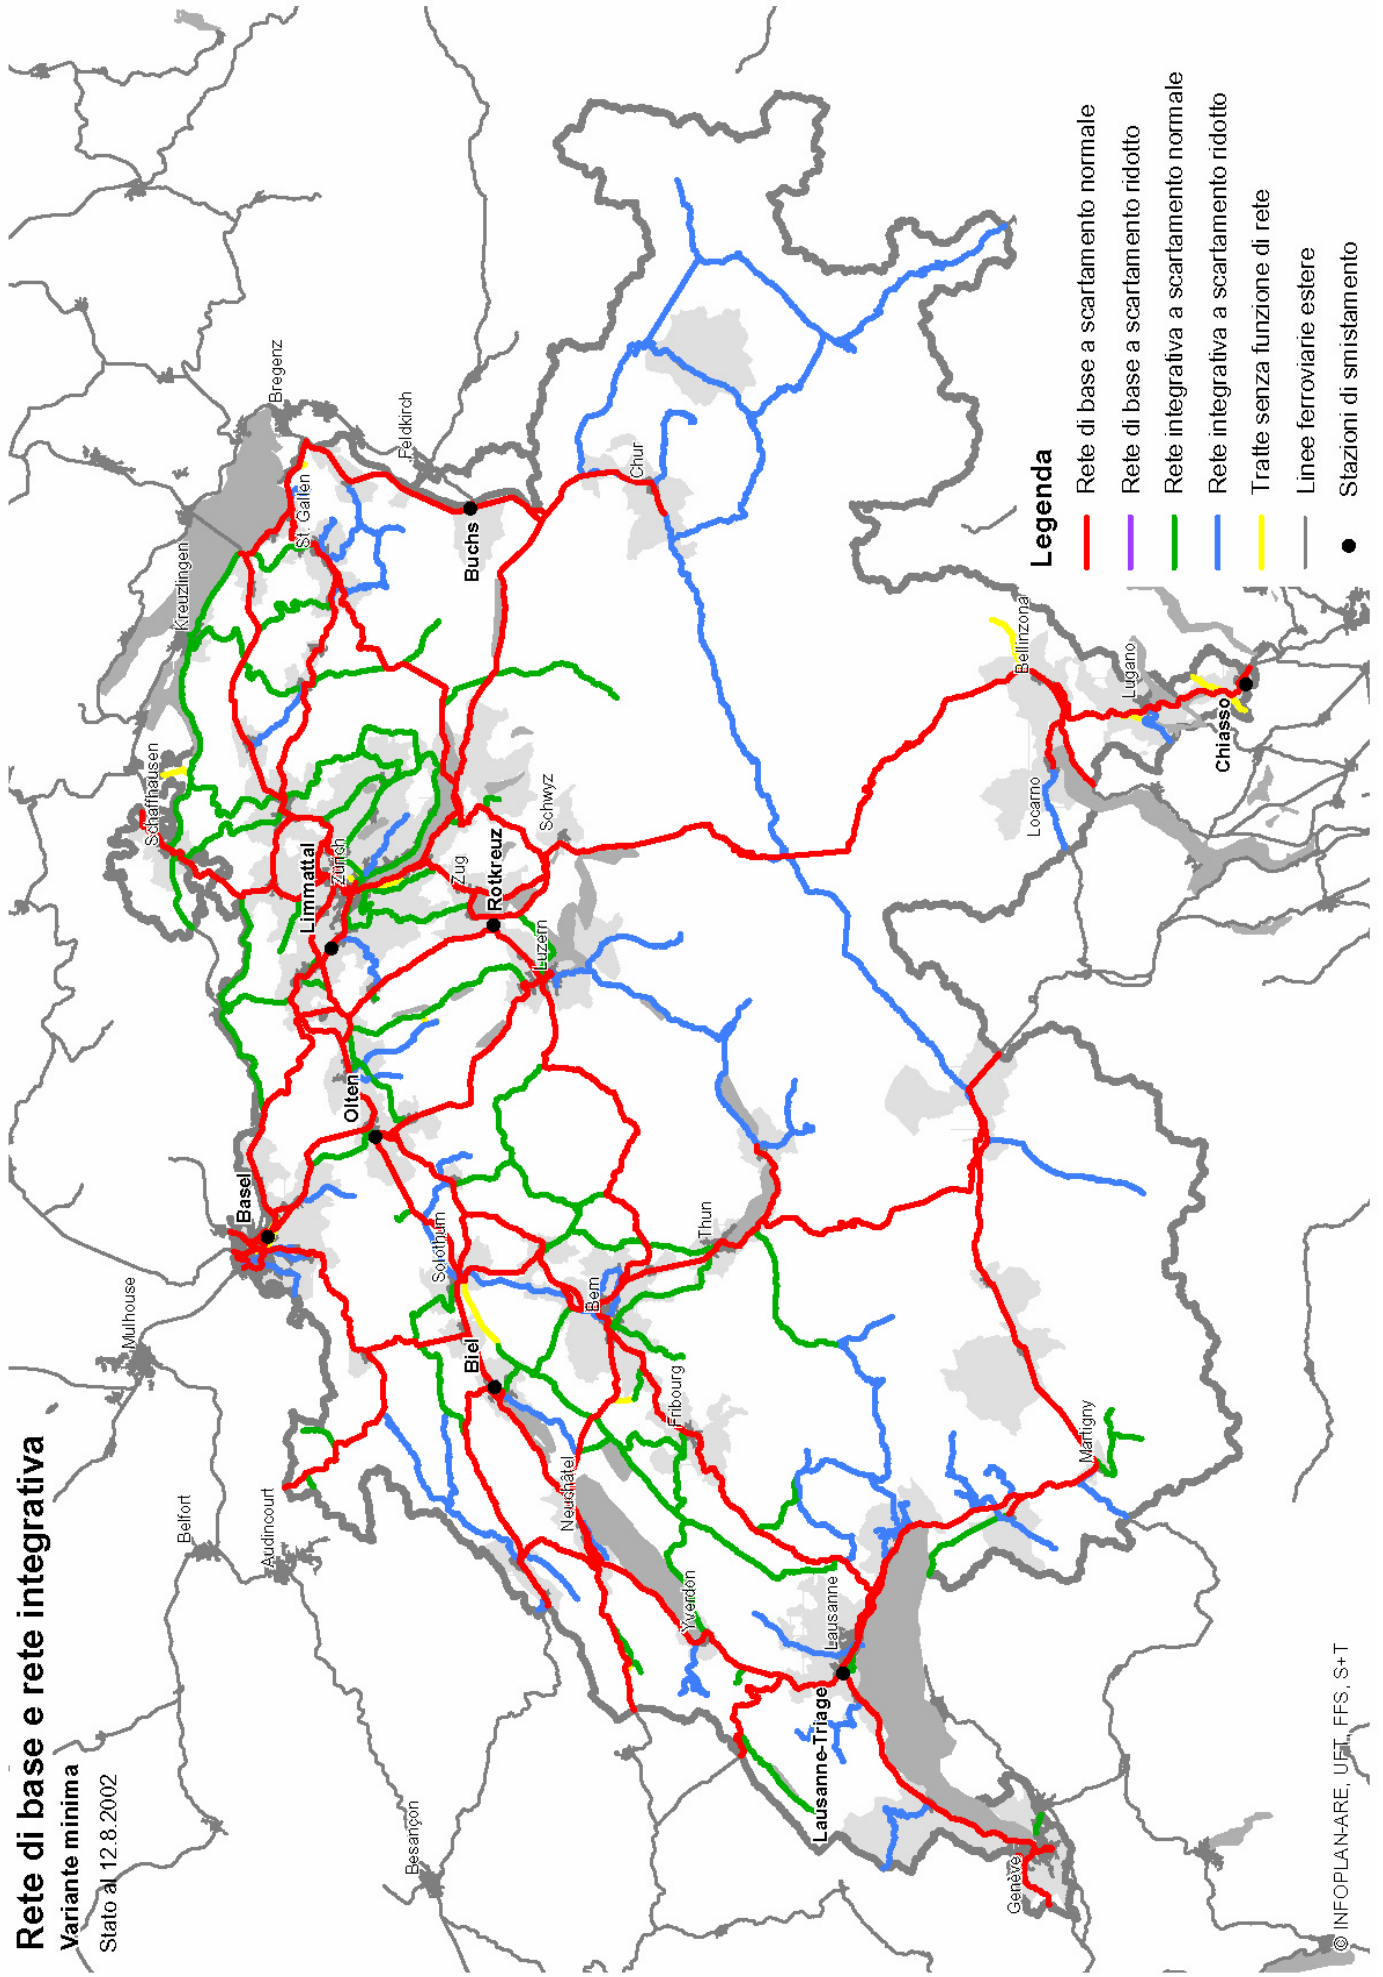 Rete di base e rete integrativa
Variante minima
Stato al 12.8.2002
Mulhouse
Belfort
Audincourt
Besançon
Basel
Schaffhausen
Kreuzlingen
Bregenz
St. Gallen
Feldkirch
Buchs
Limmattal
Zürich
Olten
Zug
Rotkreuz
Schwyz
Luzern
Solothurn
Biel
Bern
Thun
Neuchâtel
Fribourg
Yverdon
Lausanne
Lausanne-Triage
Genève
Martigny
Chur
Bellinzona
Locarno
Lugano
Chiasso
Legenda
Rete di base a scartamento normale
Rete di base a scartamento ridotto
Rete integrativa a scartamento normale
Rete integrativa a scartamento ridotto
Tratte senza funzione di rete
Linee ferroviarie estere
Stazioni di smistamento
© INFOPLAN-ARE, UFT, FFS, S+T